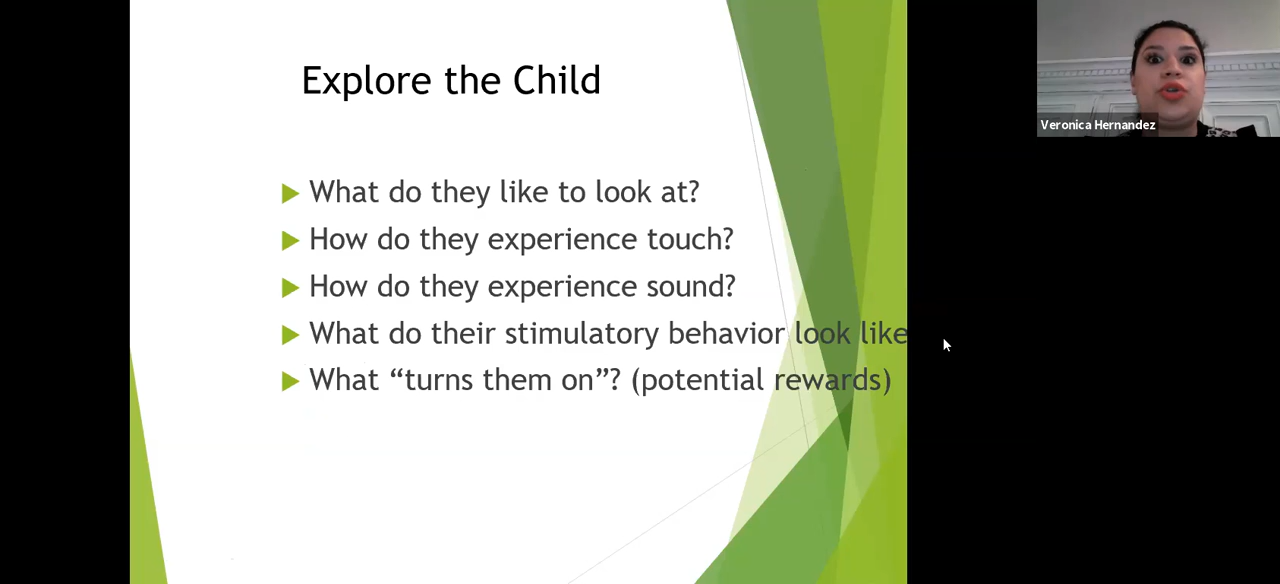 Explore the Child
What do they like to look at?
How do they experience touch?
How do they experience sound?
What do their stimulatory behavior look like
What “turns them on”? (potential rewards)
Veronica Hernandez